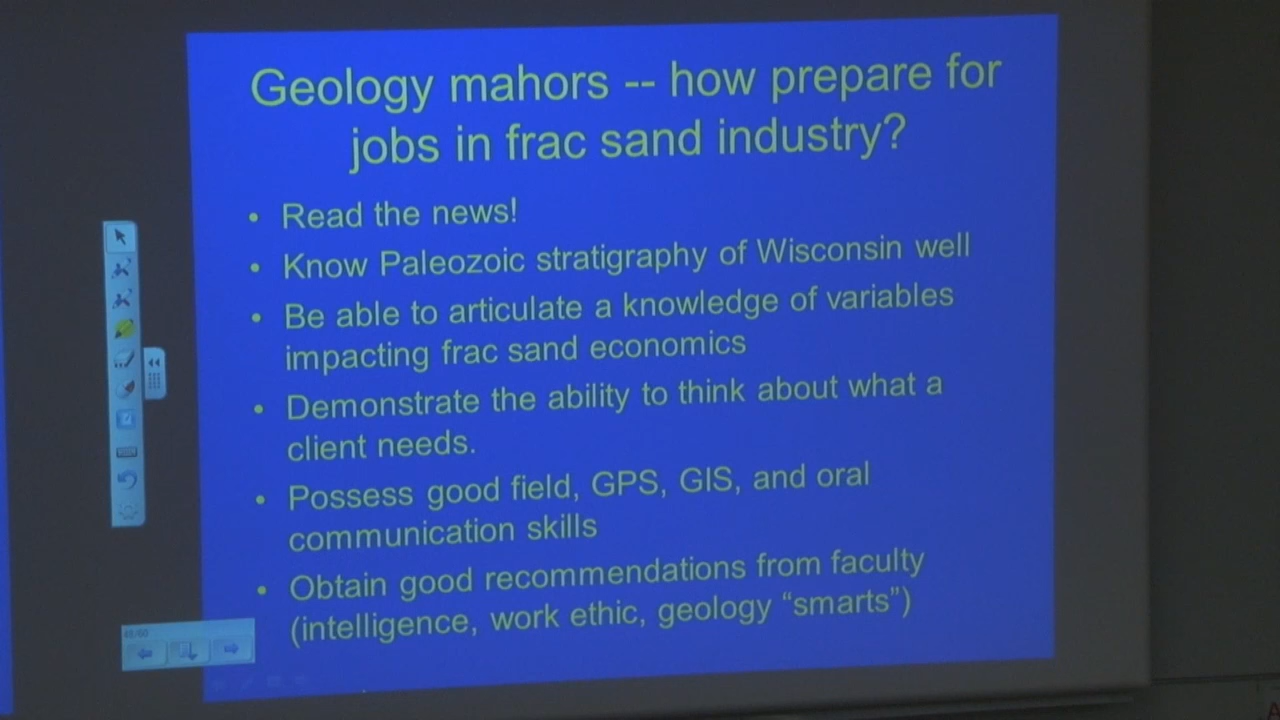 Geology mahors -- how prepare for
jobs in frac sand industry?
• Read the news!
• Know Paleozoic stratigraphy of Wisconsin well
• Be able to articulate a knowledge of variables
impacting frac sand economics
• Demonstrate the ability to think about what a
client needs.
• Possess good field, GPS, GIS, and oral
communication skills
• Obtain good recommendations from faculty
(intelligence, work ethic, geology “smarts”)